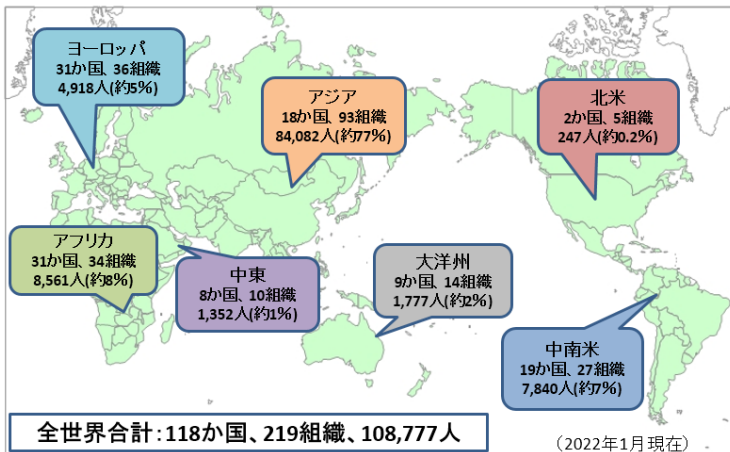 ヨーロッパ
31か国、36組織
4,918人(約5%)
アジア
18か国、93組織
84,082人(約77%)
北米
2か国、5組織
247人(約0.2%)
アフリカ
31か国、34組織
8,561人(約8%)
中東
8か国、10組織
1,352人(約1%)
大洋州
9か国、14組織
1,777人(約2%)
中南米
19か国、27組織
7,840人(約7%)
全世界合計:118か国、219組織、108,777人
(2022年1月現在)